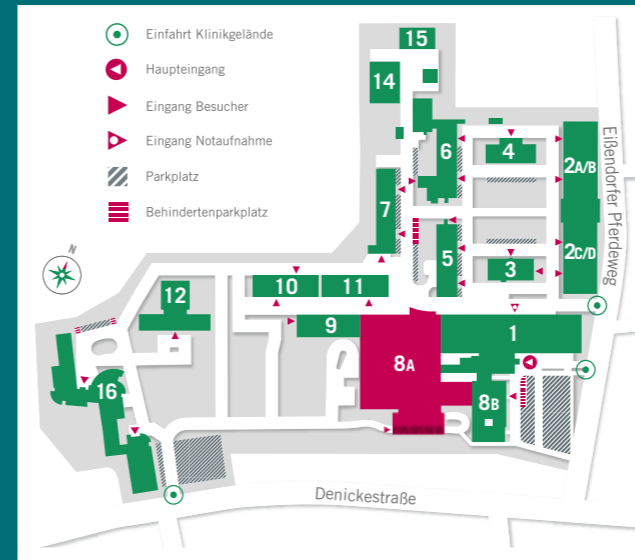 Einfahrt Klinikgelände
Haupteingang
Eingang Besucher
Eingang Notaufnahme
Parkplatz
Behindertenparkplatz
N
15
14
6
4
2A/B
Eißendorfer Pferdeweg
7
5
3
2C/D
12
10
11
9
1
8A
16
8B
Denickestraße